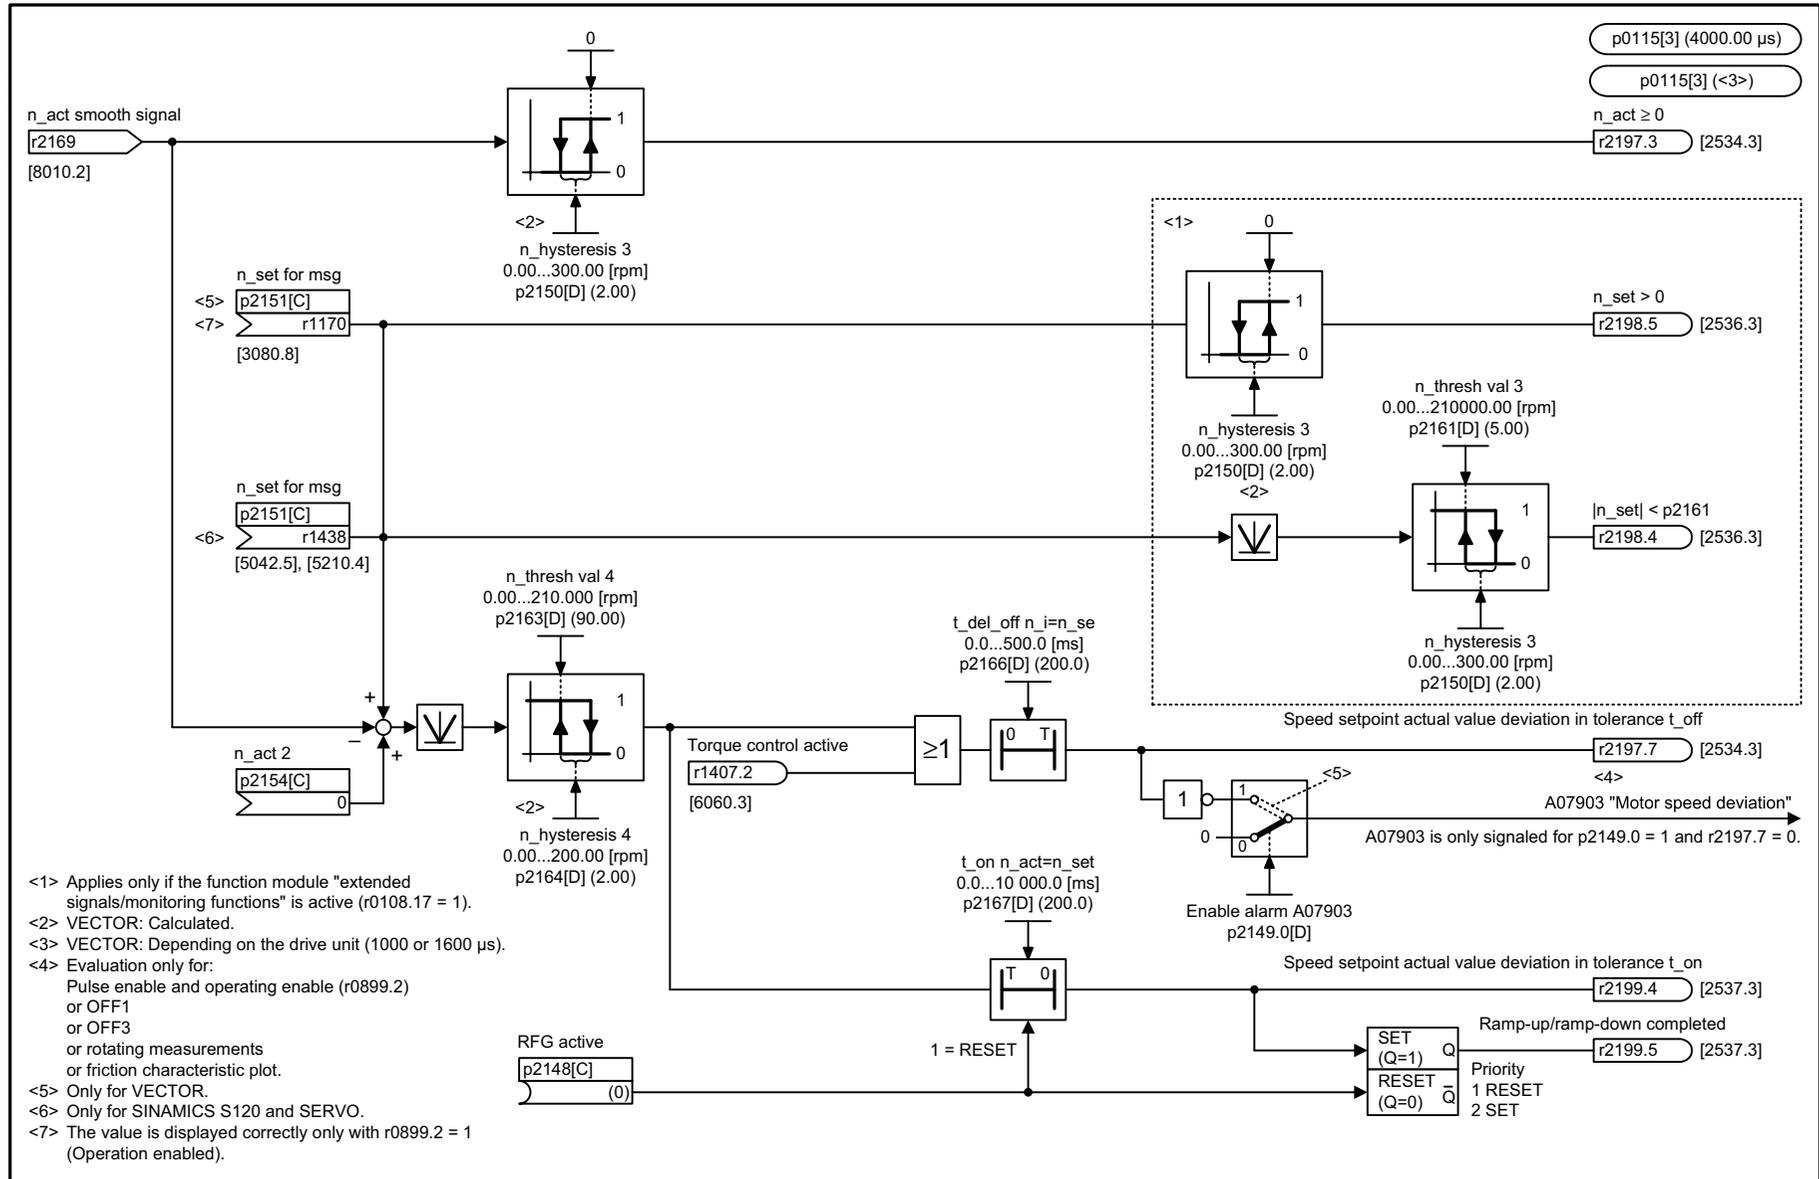 0
p0115[3] (4000.00 µs)
p0115[3] (<3>)
n_act smooth signal
r2169
[8010.2]
1
0
n_act ≥ 0
r2197.3
[2534.3]
<2>
n_hysteresis 3
0.00...300.00 [rpm]
p2150[D] (2.00)
<1>
0
n_set for msg
<5>
p2151[C]
<7>
r1170
[3080.8]
1
0
n_set > 0
r2198.5
[2536.3]
n_hysteresis 3
0.00...300.00 [rpm]
p2150[D] (2.00)
<2>
n_thresh val 3
0.00...210000.00 [rpm]
p2161[D] (5.00)
n_set for msg
p2151[C]
<6>
r1438
[5042.5], [5210.4]
1
0
|n_set| < p2161
r2198.4
[2536.3]
n_hysteresis 3
0.00...300.00 [rpm]
p2150[D] (2.00)
n_thresh val 4
0.00...210.000 [rpm]
p2163[D] (90.00)
t_del_off n_i=n_se
0.0...500.0 [ms]
p2166[D] (200.0)
+
–
+
1
0
n_act 2
p2154[C]
0
<2>
n_hysteresis 4
0.00...200.00 [rpm]
p2164[D] (2.00)
Torque control active
r1407.2
[6060.3]
≥1
0 T
Speed setpoint actual value deviation in tolerance t_off
r2197.7
[2534.3]
<4>
<5>
1
1
0
0
A07903 "Motor speed deviation"
A07903 is only signaled for p2149.0 = 1 and r2197.7 = 0.
Enable alarm A07903
p2149.0[D]
t_on n_act=n_set
0.0...10 000.0 [ms]
p2167[D] (200.0)
T 0
Speed setpoint actual value deviation in tolerance t_on
r2199.4
[2537.3]
RFG active
p2148[C]
(0)
1 = RESET
SET
(Q=1)
Q
RESET
(Q=0)
Q̅
Ramp-up/ramp-down completed
r2199.5
[2537.3]
Priority
1 RESET
2 SET
<1> Applies only if the function module "extended
signals/monitoring functions" is active (r0108.17 = 1).
<2> VECTOR: Calculated.
<3> VECTOR: Depending on the drive unit (1000 or 1600 µs).
<4> Evaluation only for:
Pulse enable and operating enable (r0899.2)
or OFF1
or OFF3
or rotating measurements
or friction characteristic plot.
<5> Only for VECTOR.
<6> Only for SINAMICS S120 and SERVO.
<7> The value is displayed correctly only with r0899.2 = 1
(Operation enabled).